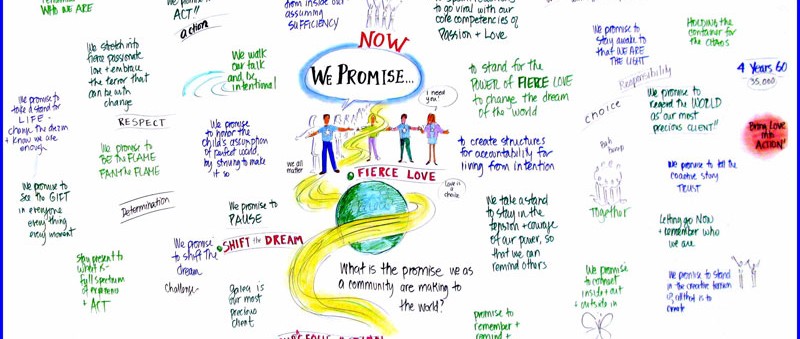 WHO WE ARE
ACT!!
action
We stretch into
fierce passionate
love + embrace
the terror that
can be with
change
We promise to
take a stand for
LIFE -
change the dream
+ know we are
enough
RESPECT
We promise to
BE THE FLAME
FAN THE FLAME
We promise to
see the GIFT
in everyone
everything
every moment
Determination
Stay present to
what is -
full spectrum
of
+ ACT
We walk
our talk
and be
intentional
We promise
to honor the
child's assumption
of perfect world,
by striving to make
it so
We promise to
PAUSE
We promise
to shift the
dream
Challenge
Gaia is
our most
precious
client
them inside our
assumed
SUFFICIENCY
NOW
WE PROMISE...
I need
you!
We all
matter
FIERCE LOVE
Love is
a choice
SHIFT the DREAM
What is the promise we as
a community are making to
the world?
to go viral with our
core competencies of
Passion + Love
to stand for the
POWER of FIERCE LOVE
to change the dream
of the world
to create structures
for accountability for
living from intention
We take a stand
to stay in the
tension + courage
of our power, so
that we can
remind others
promise to
remember +
remind +
We promise to
stay awake to
that WE ARE
THE LIGHT
Responsibility
choice
Together
We promise
to connect
inside + out
+ outside in
Holding the
container for
the CHAOS
4 Years GO
35,000
We promise to
regard the WORLD
as our most
precious CLIENT!!
Bring Love
into
ACTION!
We promise to tell the
coactive story
TRUST
Letting go NOW
+ remember who
we are
We promise to stand
in the creative tension
of all that is to
create